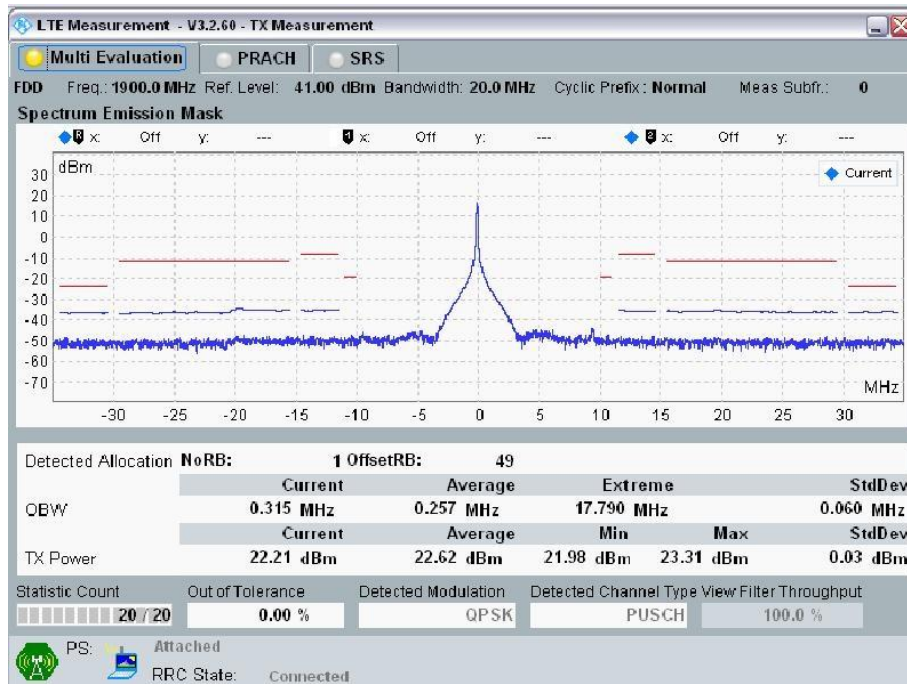 LTE Measurement - V3.2.60 - TX Measurement
Multi Evaluation PRACH SRS
FDD Freq.: 1900.0 MHz Ref. Level: 41.00 dBm Bandwidth: 20.0 MHz Cyclic Prefix: Normal Meas Subfr.: 0
Spectrum Emission Mask
R x: Off y: --- 1 x: Off y: --- 2 x: Off y: ---
dBm
Current
30
20
10
0
-10
-20
-30
-40
-50
-60
-70
MHz
-30 -25 -20 -15 -10 -5 0 5 10 15 20 25 30
Detected Allocation NoRB: 1 OffsetRB: 49
Current Average Extreme StdDev
OBW 0.315 MHz 0.257 MHz 17.790 MHz 0.060 MHz
Current Average Min Max StdDev
TX Power 22.21 dBm 22.62 dBm 21.98 dBm 23.31 dBm 0.03 dBm
Statistic Count Out of Tolerance Detected Modulation Detected Channel Type View Filter Throughput
20 / 20 0.00 % QPSK PUSCH 100.0 %
PS: Attached
RRC State: Connected